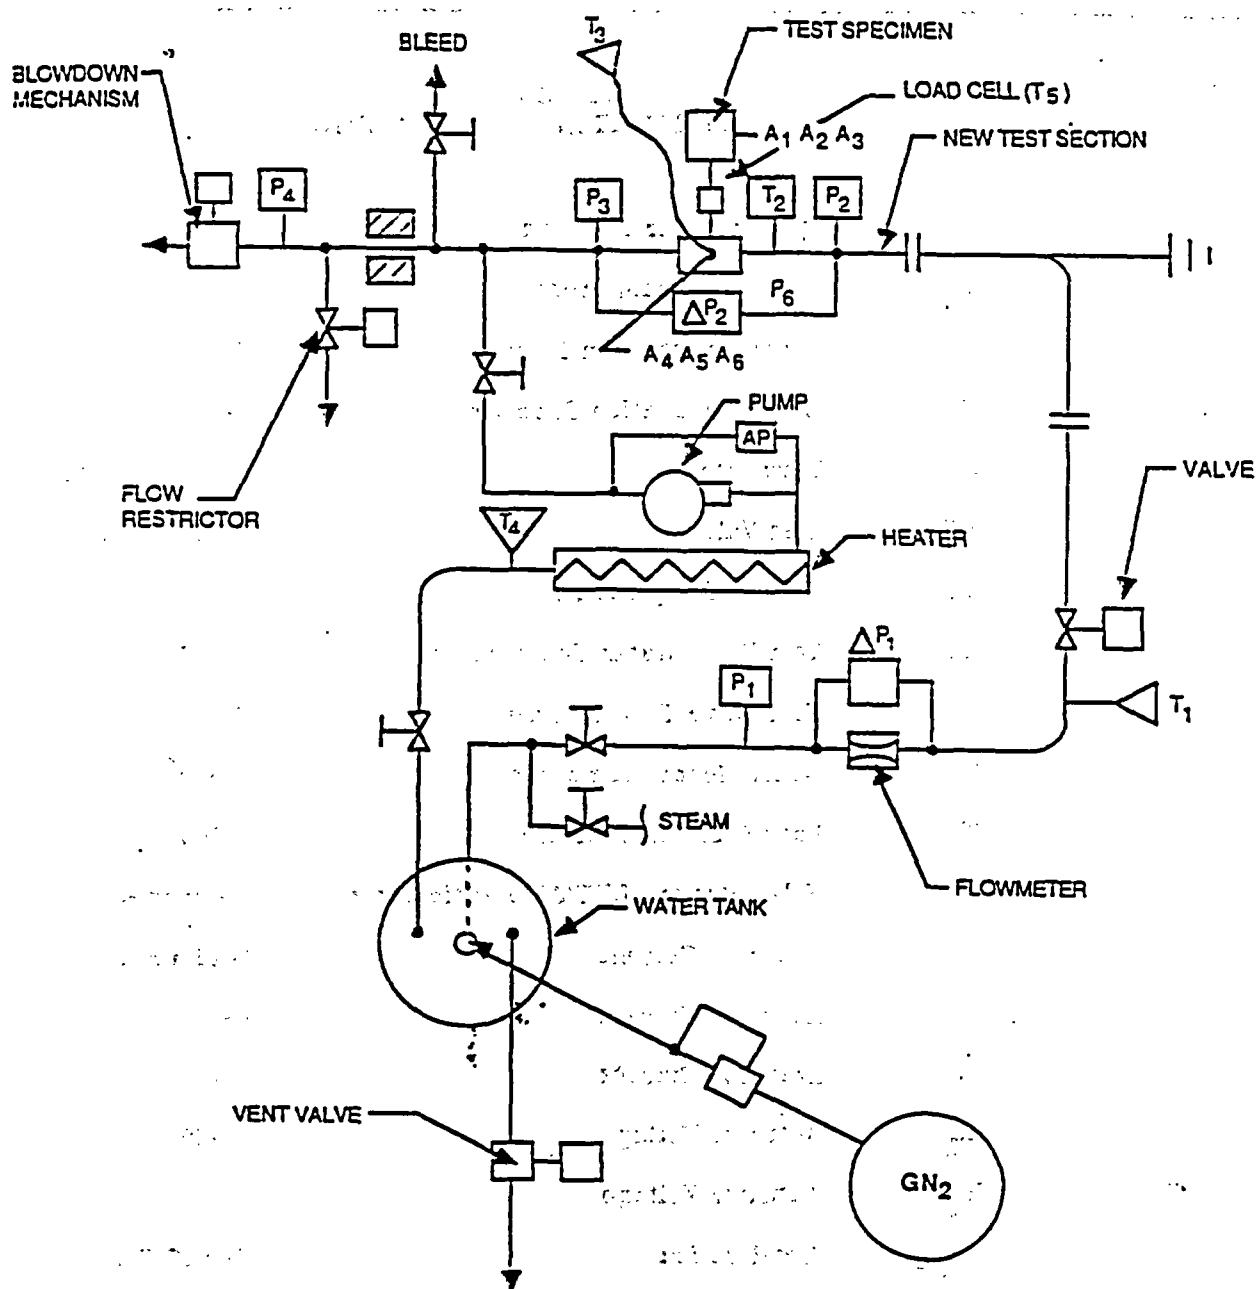 T3
TEST SPECIMEN
BLEED
BLOWDOWN
MECHANISM
LOAD CELL (T5)
A1 A2 A3
NEW TEST SECTION
P4
P3
T2
P2
P6
△P2
A4 A5 A6
PUMP
AP
FLOW
RESTRICTOR
VALVE
T4
HEATER
△P1
P1
T1
STEAM
FLOWMETER
WATER TANK
VENT VALVE
GN2